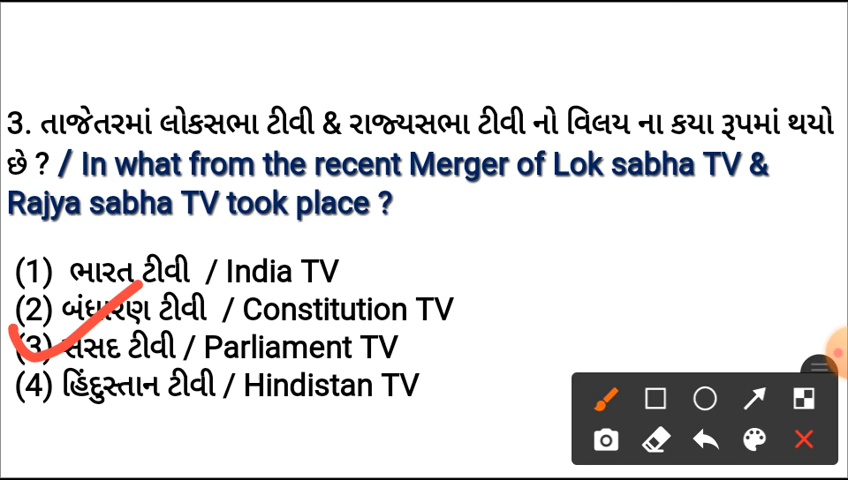 3. તાજેતરમાં લોકસભા ટીવી & રાજ્યસભા ટીવી નો વિલય ના કયા રૂપમાં થયો
છે ? / In what from the recent Merger of Lok sabha TV &
Rajya sabha TV took place ?
(1) ભારત ટીવી / India TV
(2) બંધારણ ટીવી / Constitution TV
(3) સંસદ ટીવી / Parliament TV
(4) હિંદુસ્તાન ટીવી / Hindistan TV